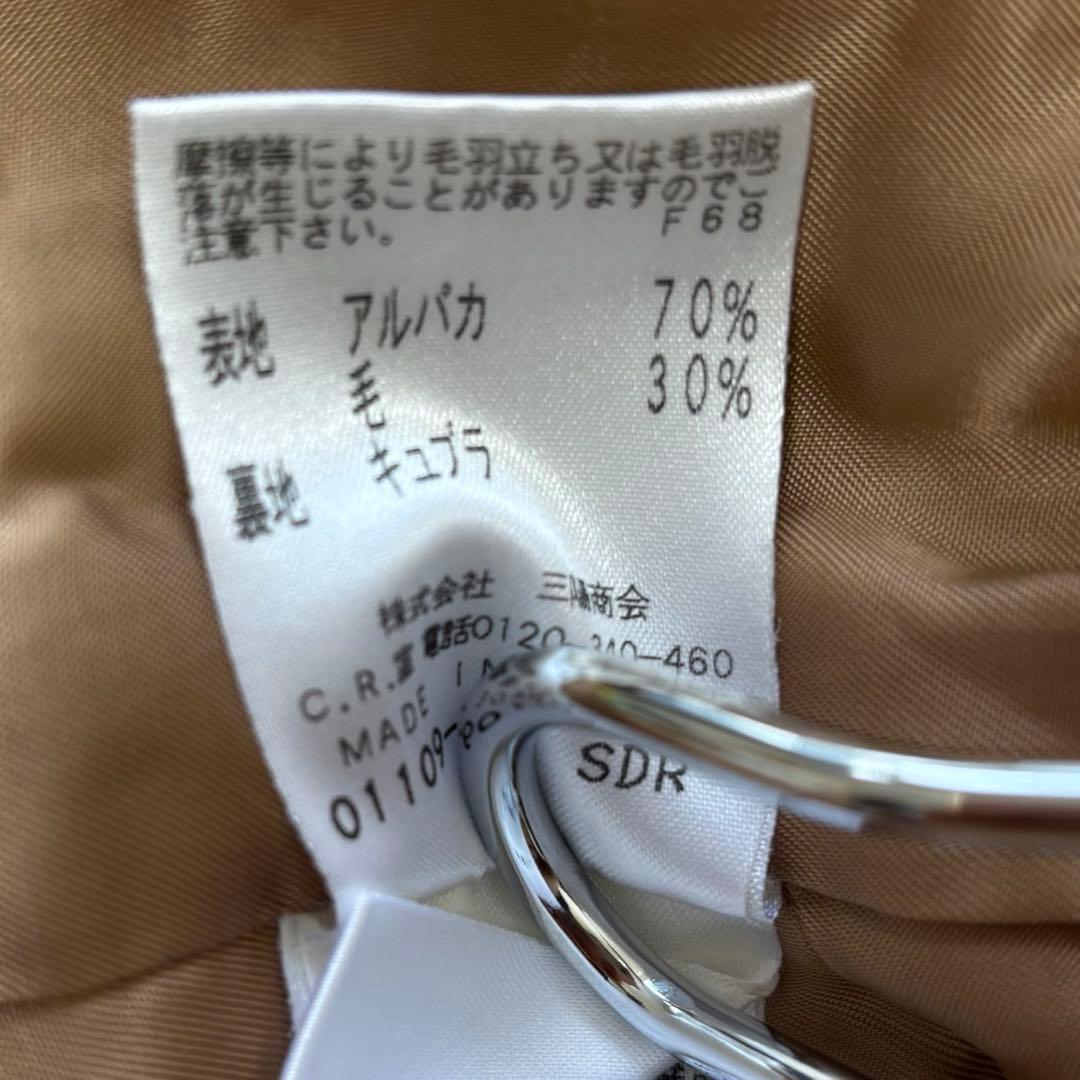 摩擦等により毛羽立ち又は毛羽脱
落が生じることがありますのでご
注意下さい。 F68
表地 アルパカ 70%
毛 30%
裏地 キュプラ
株式会社 三陽商会
C.R.室 電話0120-340-460
MADE IN
01109- SDR